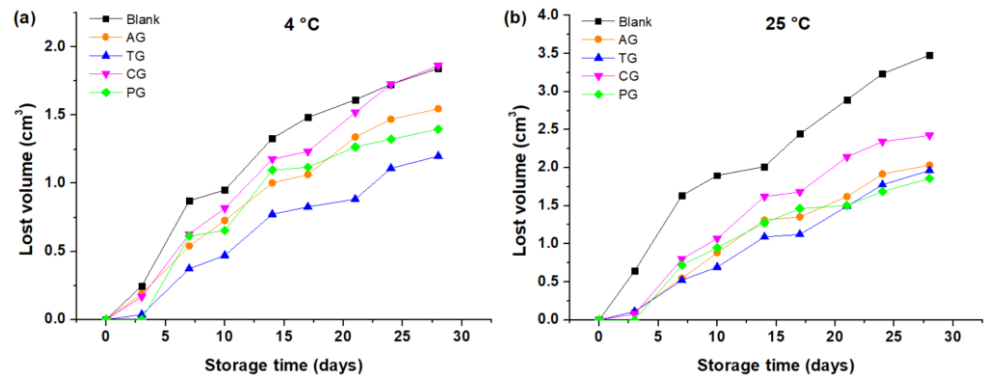 (a)
4 °C
Blank
AG
TG
CG
PG
Lost volume (cm³)
2.0
1.5
1.0
0.5
0.0
0 5 10 15 20 25 30
Storage time (days)
(b)
25 °C
Blank
AG
TG
CG
PG
Lost volume (cm³)
4.0
3.5
3.0
2.5
2.0
1.5
1.0
0.5
0.0
0 5 10 15 20 25 30
Storage time (days)